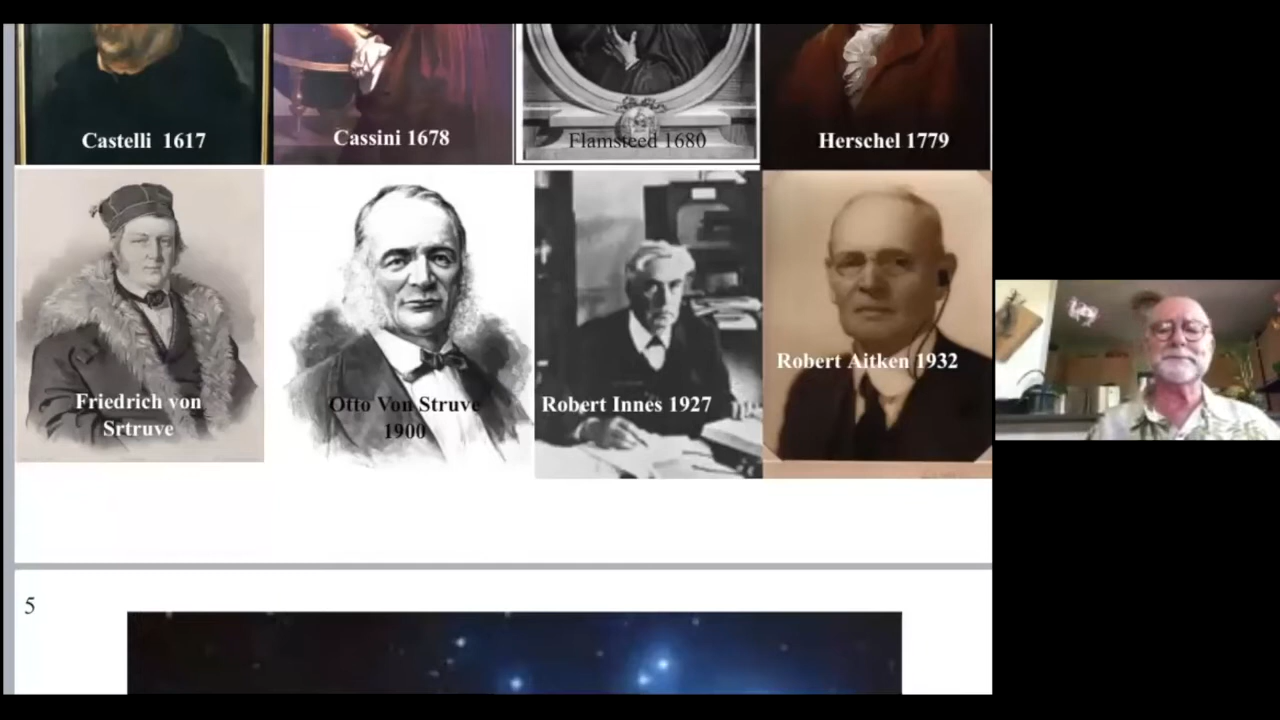 Castelli 1617
Cassini 1678
Flamsteed 1680
Herschel 1779
Friedrich von
Srtruve
Otto Von Struve
1900
Robert Innes 1927
Robert Aitken 1932
5